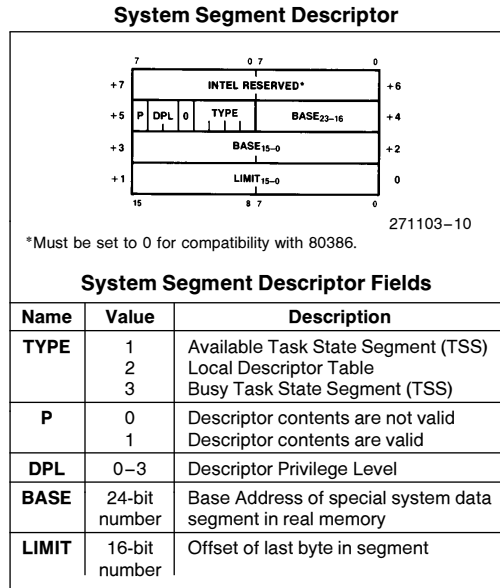 System Segment Descriptor
7 0 7 0
+7 INTEL RESERVED* +6
+5 P DPL 0 TYPE BASE23–16 +4
+3 BASE15–0 +2
+1 LIMIT15–0 0
15 8 7 0
271103–10
*Must be set to 0 for compatibility with 80386.
System Segment Descriptor Fields
Name Value Description
TYPE 1 Available Task State Segment (TSS)
2 Local Descriptor Table
3 Busy Task State Segment (TSS)
P 0 Descriptor contents are not valid
1 Descriptor contents are valid
DPL 0–3 Descriptor Privilege Level
BASE 24-bit Base Address of special system data
number segment in real memory
LIMIT 16-bit Offset of last byte in segment
number